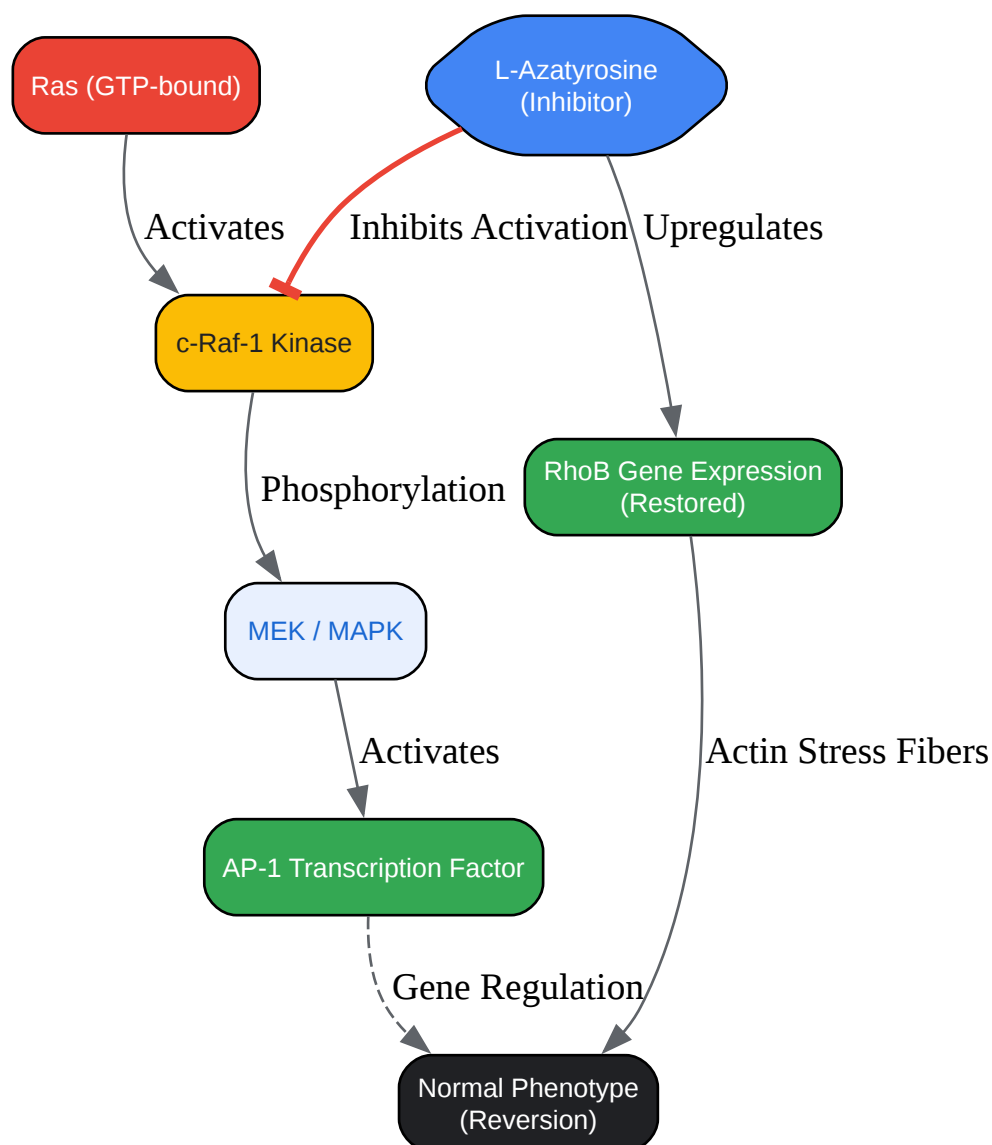 Ras (GTP-bound)
L-Azatyrosine
(Inhibitor)
Activates
Inhibits Activation
Upregulates
c-Raf-1 Kinase
RhoB Gene Expression
(Restored)
Phosphorylation
MEK / MAPK
Activates
Actin Stress Fibers
AP-1 Transcription Factor
Gene Regulation
Normal Phenotype
(Reversion)